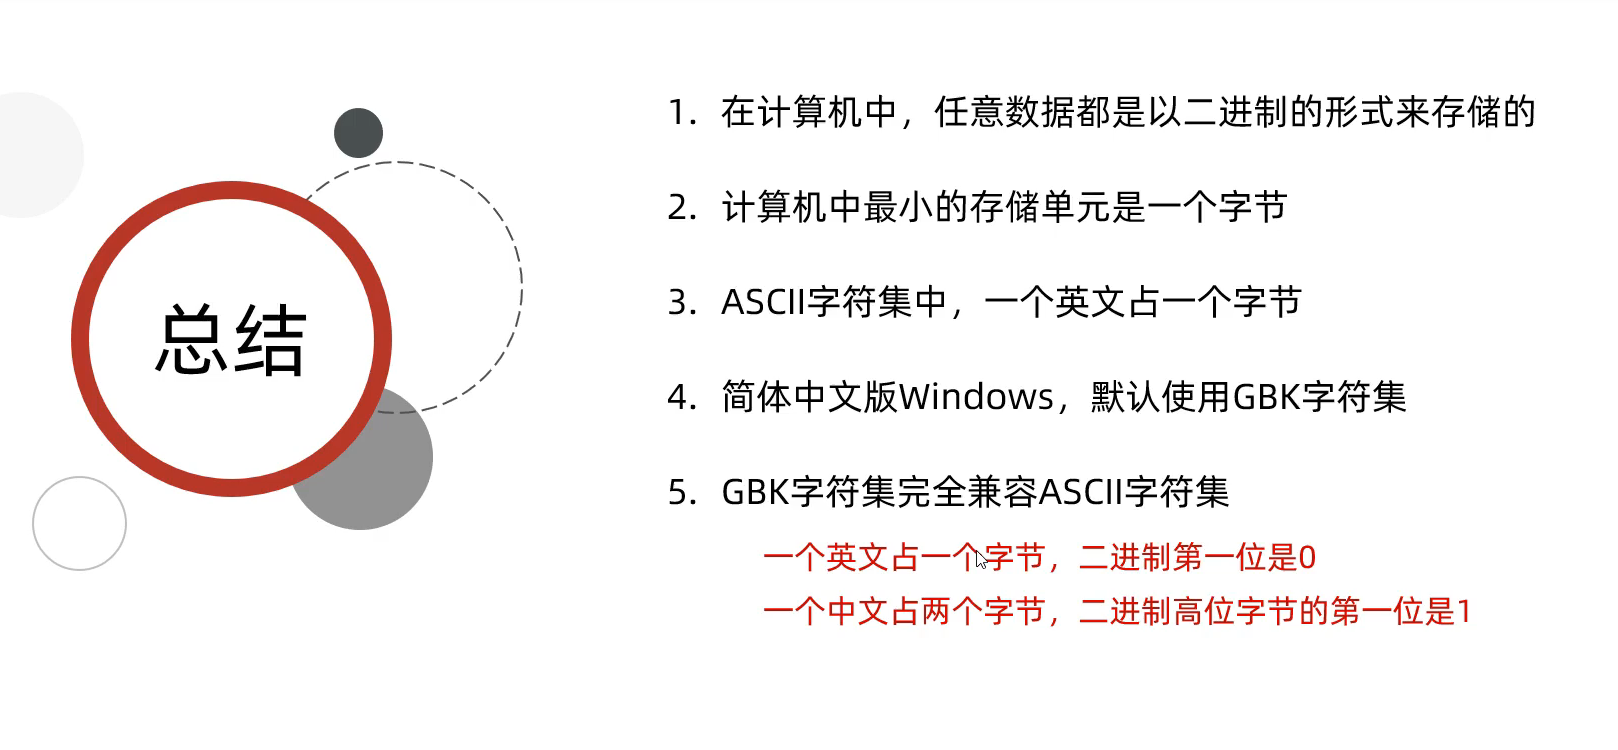 总结
1. 在计算机中，任意数据都是以二进制的形式来存储的
2. 计算机中最小的存储单元是一个字节
3. ASCII字符集中，一个英文占一个字节
4. 简体中文版Windows，默认使用GBK字符集
5. GBK字符集完全兼容ASCII字符集
一个英文占一个字节，二进制第一位是0
一个中文占两个字节，二进制高位字节的第一位是1